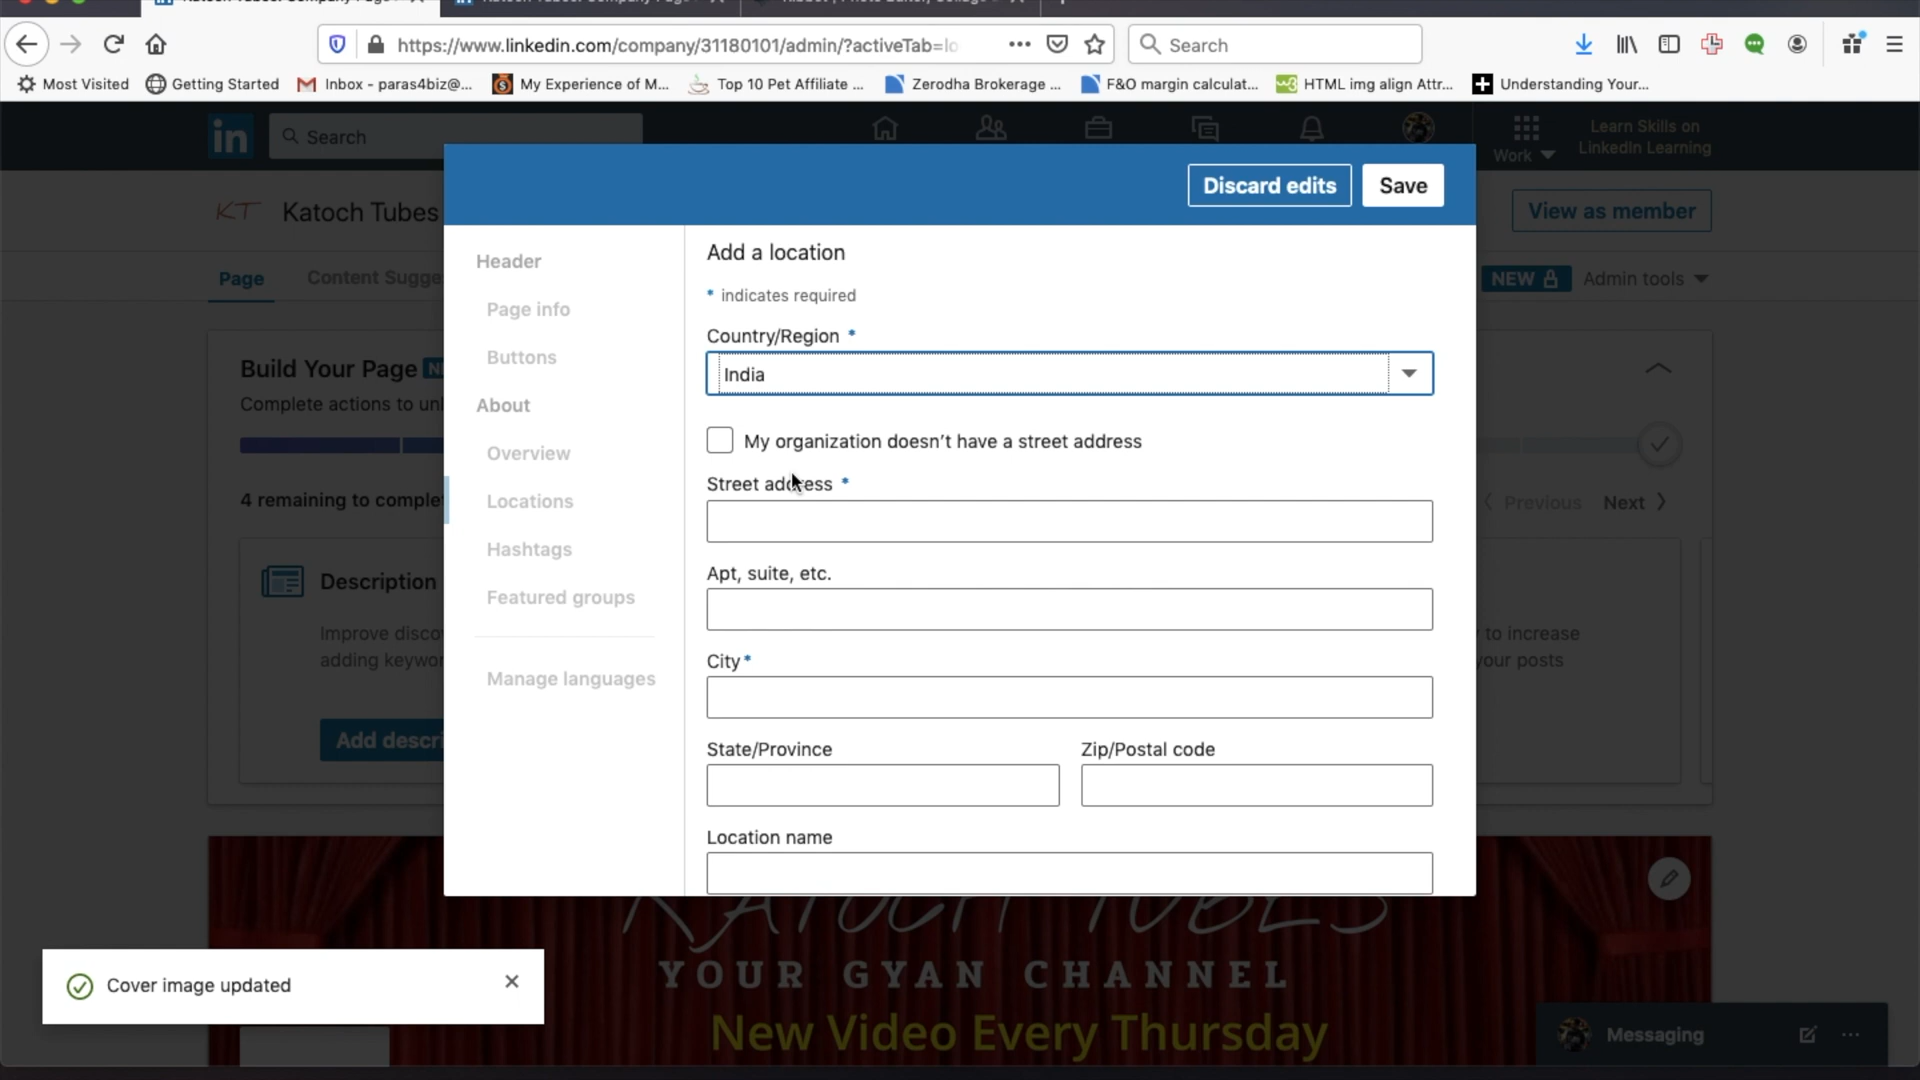 https://www.linkedin.com/company/31180101/admin/?activeTab=lo
Search
Most Visited
Getting Started
Inbox - paras4biz@...
My Experience of M...
Top 10 Pet Affiliate ...
Zerodha Brokerage ...
F&O margin calculat...
HTML img align Attr...
Understanding Your...
in
Search
Work
Learn Skills on
LinkedIn Learning
Discard edits
Save
KT
Katoch Tubes
View as member
Page
Content Sugge
NEW
Admin tools
Header
Page info
Buttons
About
Overview
Locations
Hashtags
Featured groups
Manage languages
Add a location
* indicates required
Country/Region *
India
My organization doesn't have a street address
Street address *
Apt, suite, etc.
City*
State/Province
Zip/Postal code
Location name
Build Your Page
Complete actions to unl
4 remaining to complet
Previous
Next
Description
Improve disco
adding keywor
Add descri
to increase
your posts
KATOCH TUBES
YOUR GYAN CHANNEL
New Video Every Thursday
Cover image updated
Messaging